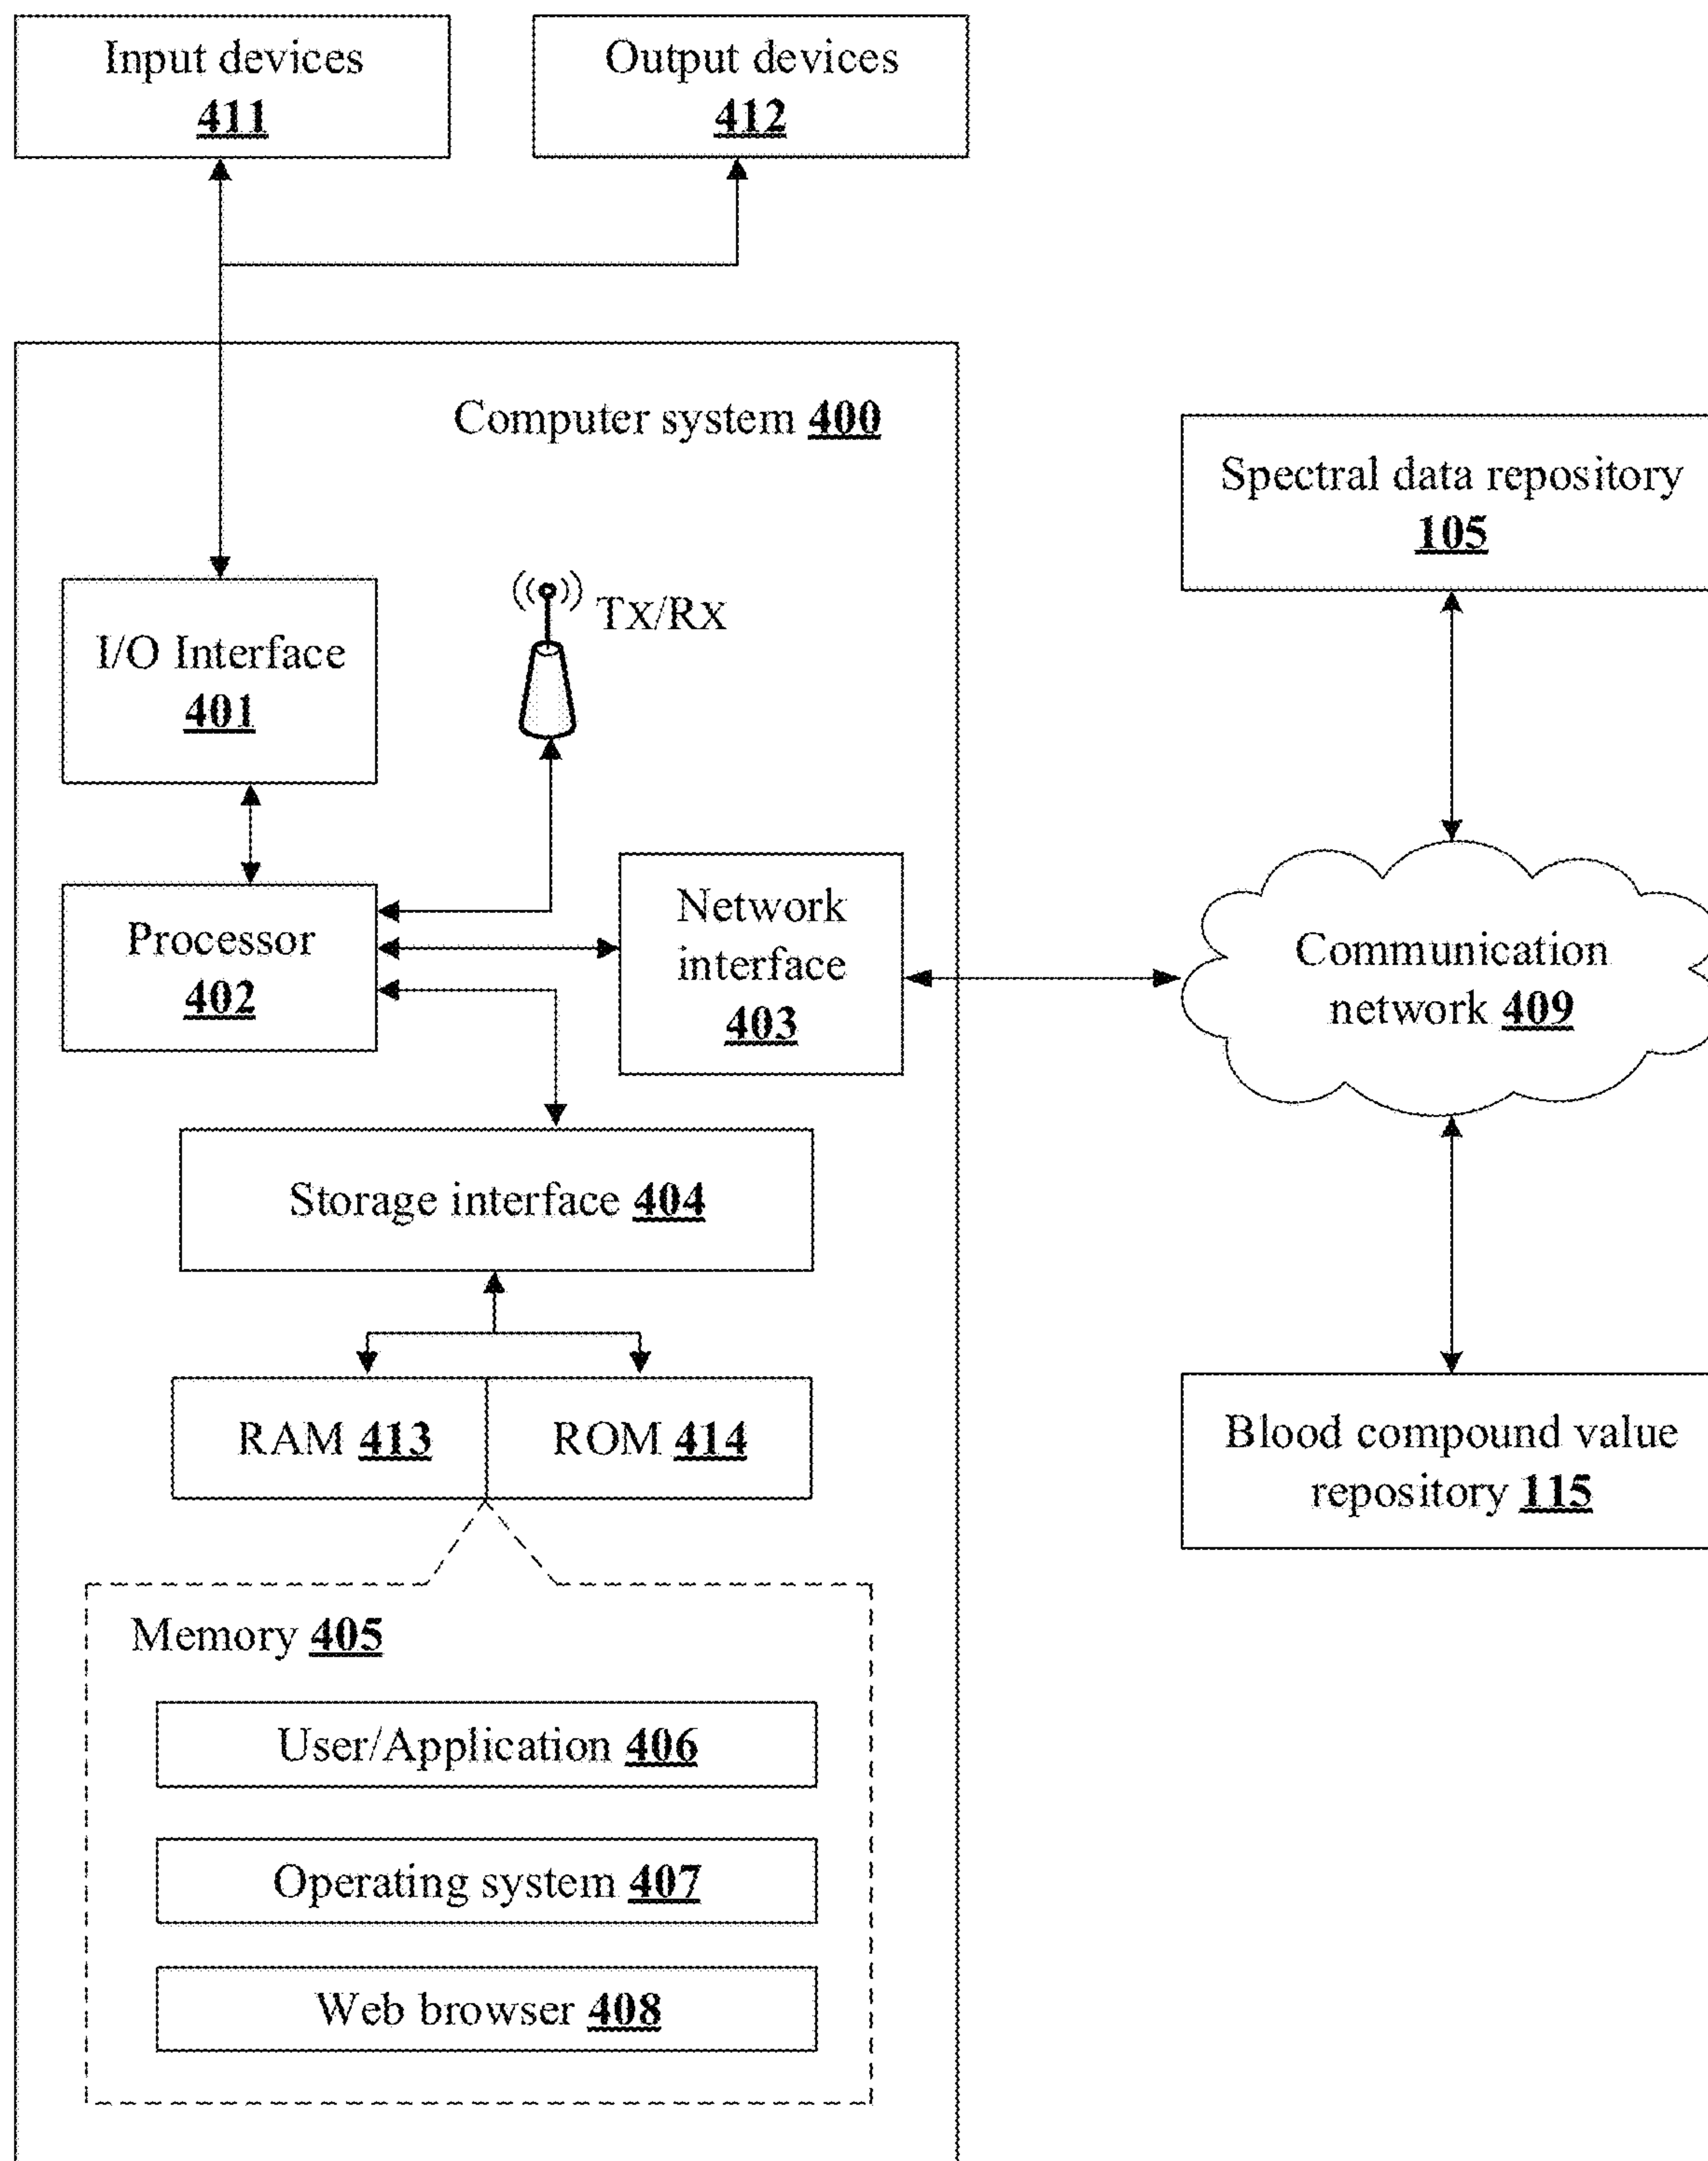 Input devices
411
Output devices
412
Computer system 400
Spectral data repository
105
I/O Interface
401
Tx/Rx
Processor
402
Network
interface
403
Communication
network 409
Storage interface 404
RAM 413
ROM 414
Blood compound value
repository 115
Memory 405
User/Application 406
Operating system 407
Web browser 408